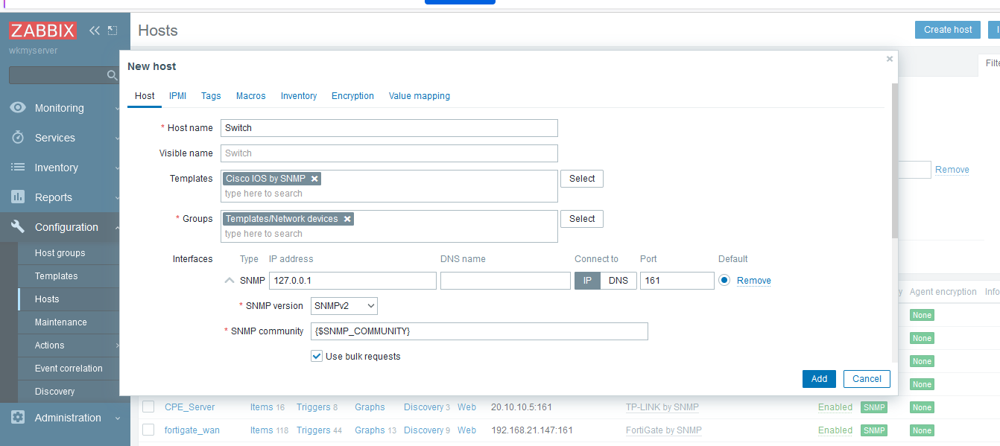 ZABBIX
wkmyserver
Monitoring
Services
Inventory
Reports
Configuration
Host groups
Templates
Hosts
Maintenance
Actions
Event correlation
Discovery
Administration
Hosts
Create host
Filte
Remove
New host
Host IPMI Tags Macros Inventory Encryption Value mapping
* Host name Switch
Visible name Switch
Templates Cisco IOS by SNMP Select
type here to search
* Groups Templates/Network devices Select
type here to search
Interfaces Type IP address DNS name Connect to Port Default
SNMP 127.0.0.1 IP DNS 161 Remove
* SNMP version SNMPv2
* SNMP community {$SNMP_COMMUNITY}
Use bulk requests
Add Cancel
y Agent encryption Info
None
None
None
None
CPE_Server Items 16 Triggers 8 Graphs Discovery 3 Web 20.10.10.5:161 TP-LINK by SNMP Enabled SNMP None
fortigate_wan Items 118 Triggers 44 Graphs 13 Discovery 9 Web 192.168.21.147:161 FortiGate by SNMP Enabled SNMP None